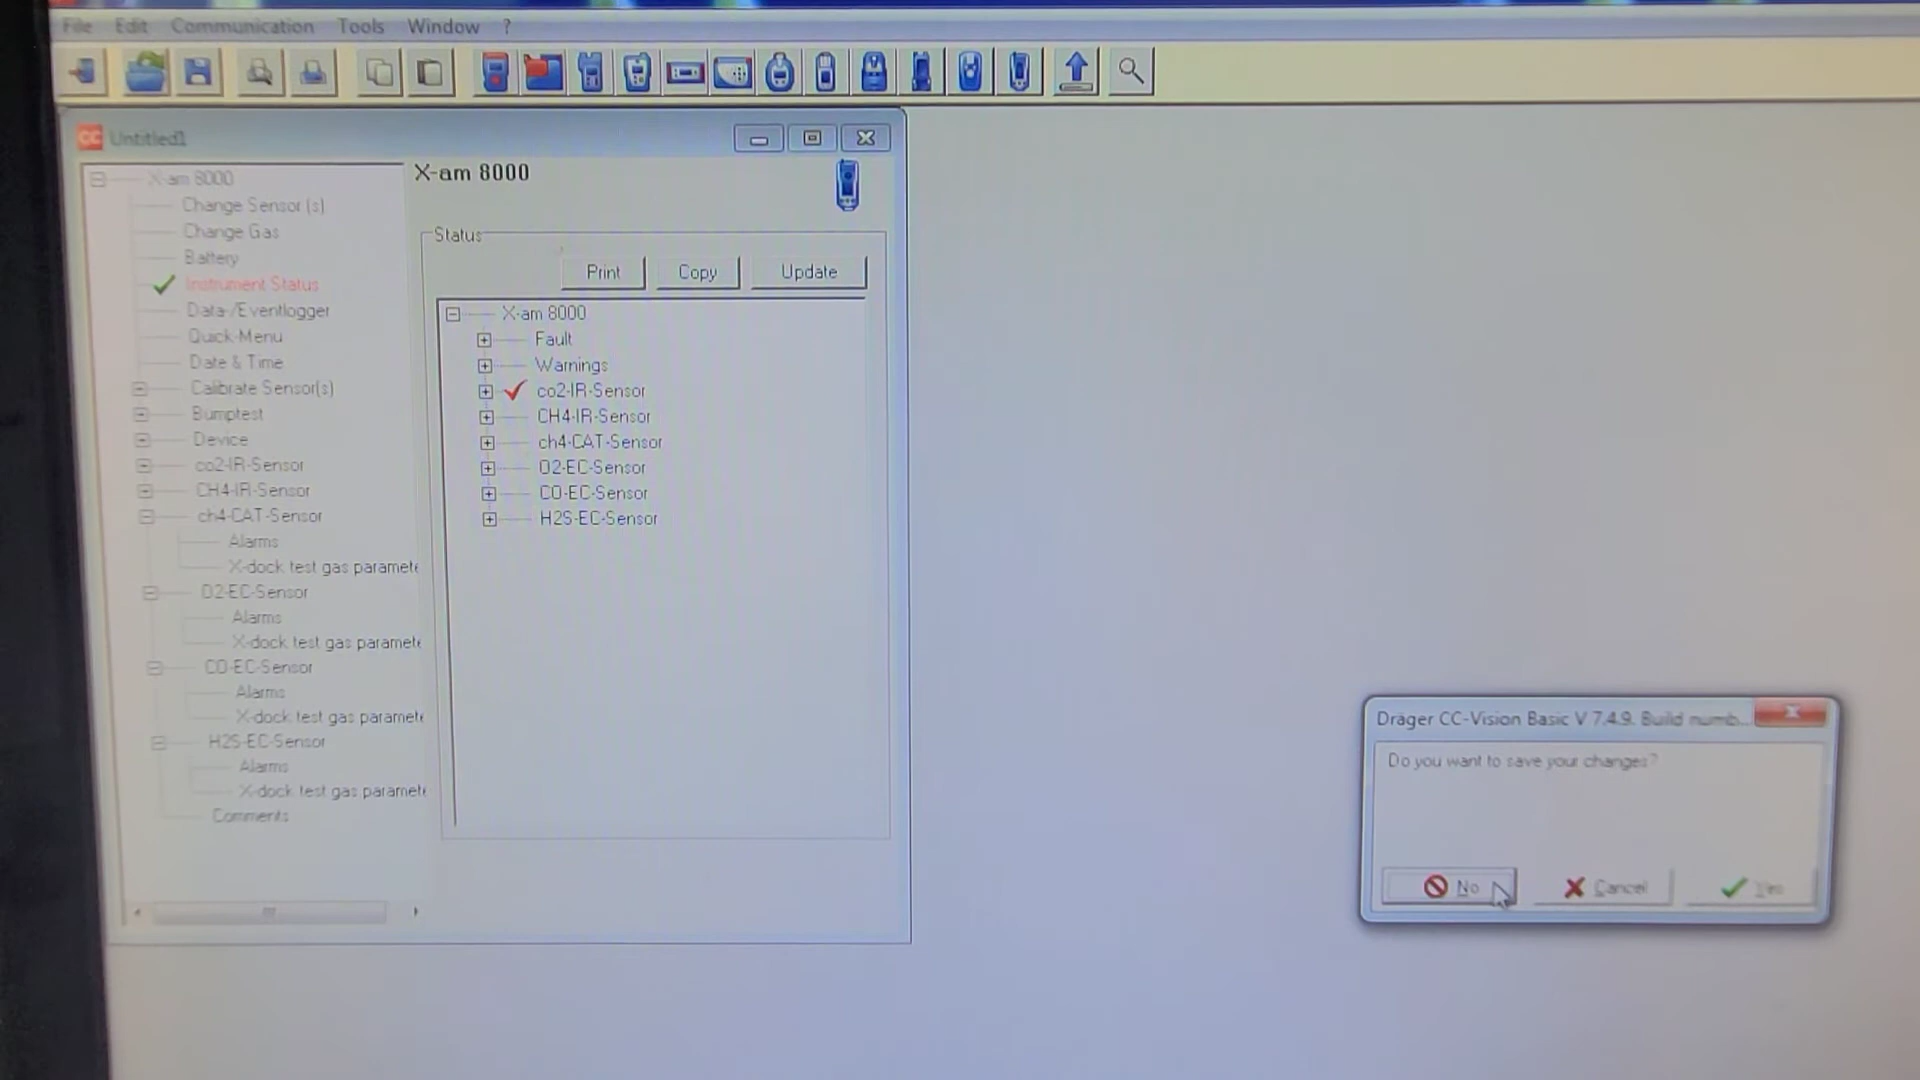 File Edit Communication Tools Window ?
CC Untitled1
X-am 8000
Change Sensor (s)
Change Gas
Battery
Instrument Status
Data-/Eventlogger
Quick-Menu
Date & Time
Calibrate Sensor(s)
Bumptest
Device
co2-IR-Sensor
CH4-IR-Sensor
ch4-CAT-Sensor
Alarms
X-dock test gas paramete
O2-EC-Sensor
Alarms
X-dock test gas paramete
CO-EC-Sensor
Alarms
X-dock test gas paramete
H2S-EC-Sensor
Alarms
X-dock test gas paramete
Comments
X-am 8000
Status
Print Copy Update
X-am 8000
Fault
Warnings
co2-IR-Sensor
CH4-IR-Sensor
ch4-CAT-Sensor
O2-EC-Sensor
CO-EC-Sensor
H2S-EC-Sensor
Dräger CC-Vision Basic V 7.4.9. Build numb...
Do you want to save your changes?
No Cancel Yes